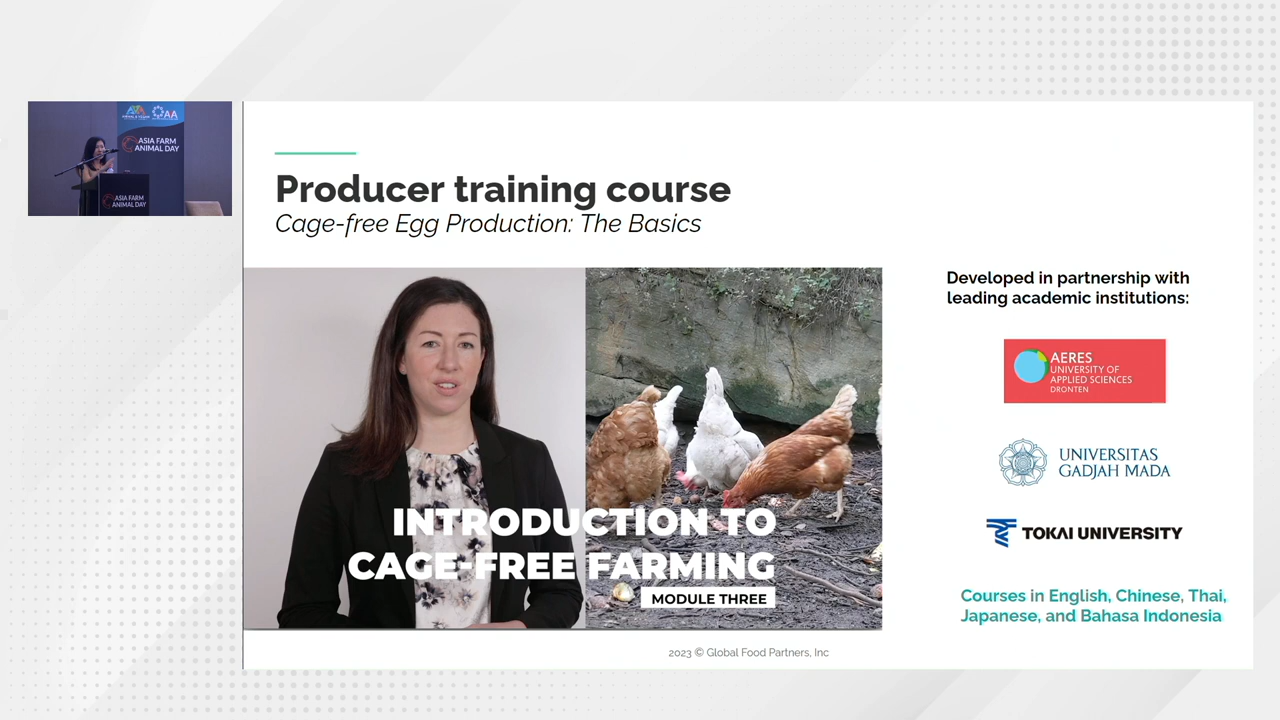 AA
ASIA FARM
ANIMAL DAY
ASIA FARM
ANIMAL DAY
Producer training course
Cage-free Egg Production: The Basics
INTRODUCTION TO
CAGE-FREE FARMING
MODULE THREE
Developed in partnership with
leading academic institutions:
AERES
UNIVERSITY OF
APPLIED SCIENCES
DRONTEN
UNIVERSITAS
GADJAH MADA
TOKAI UNIVERSITY
Courses in English, Chinese, Thai,
Japanese, and Bahasa Indonesia
2023 © Global Food Partners, Inc